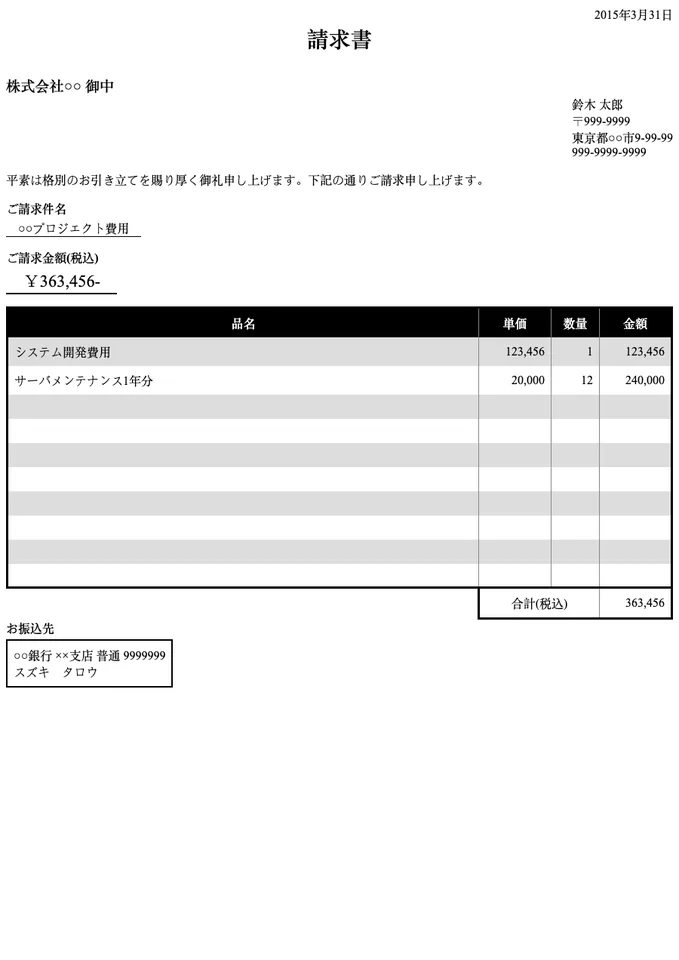 2015年3月31日
請求書
株式会社○○ 御中
鈴木 太郎
〒999-9999
東京都○○市9-99-99
999-9999-9999
平素は格別のお引き立てを賜り厚く御礼申し上げます。下記の通りご請求申し上げます。
ご請求件名
○○プロジェクト費用
ご請求金額(税込)
￥363,456-
品名 単価 数量 金額
システム開発費用 123,456 1 123,456
サーバメンテナンス1年分 20,000 12 240,000
合計(税込) 363,456
お振込先
○○銀行 ××支店 普通 9999999
スズキ　タロウ